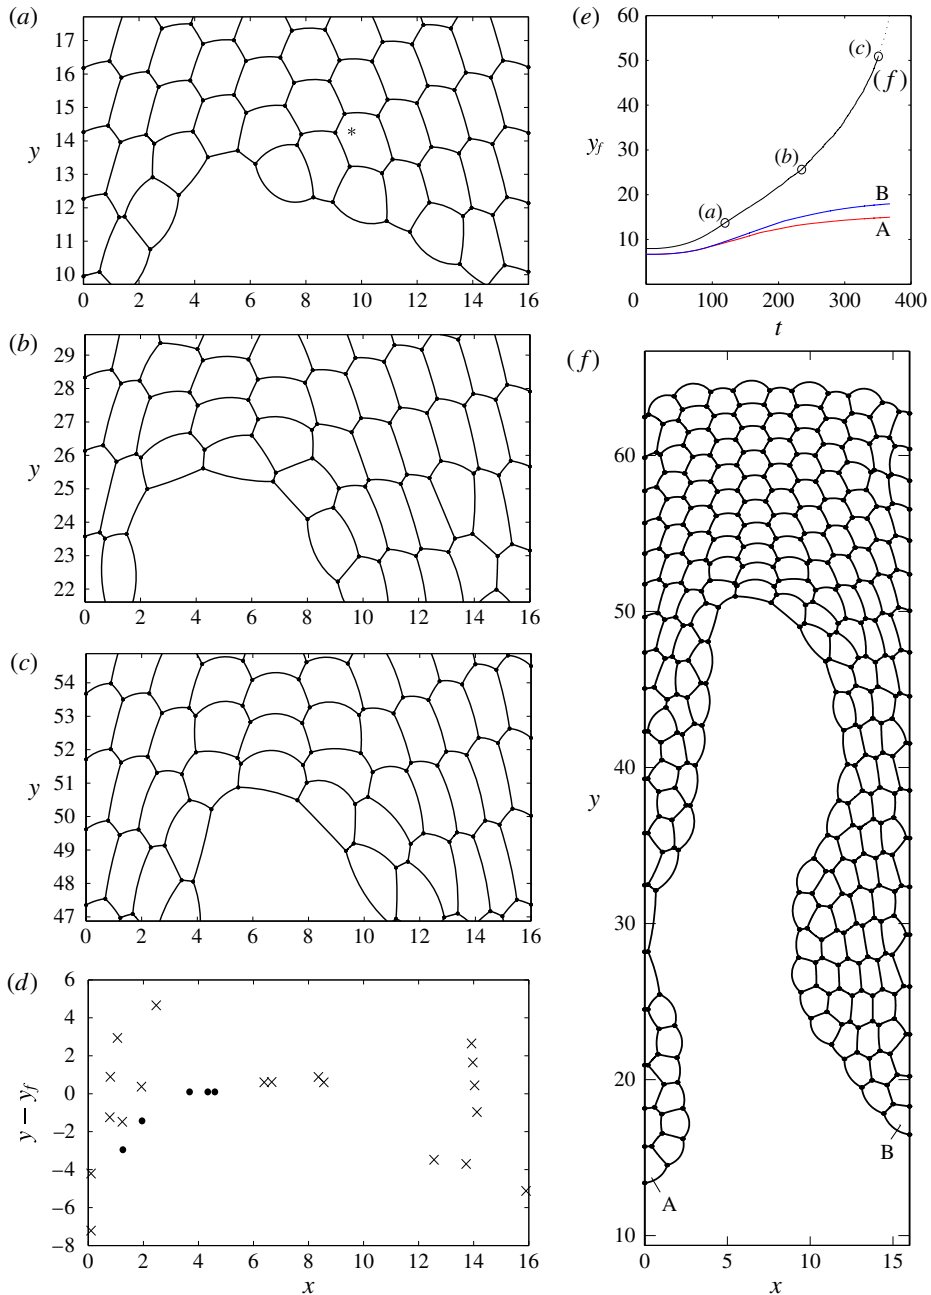 (a)
17
16
15
14
13
12
11
10
y
*
0 2 4 6 8 10 12 14 16
(b)
29
28
27
26
25
24
23
22
y
0 2 4 6 8 10 12 14 16
(c)
54
53
52
51
50
49
48
47
y
0 2 4 6 8 10 12 14 16
x
(d)
6
4
2
0
−2
−4
−6
−8
y − y_f
0 2 4 6 8 10 12 14 16
x
(e)
60
50
40
30
20
10
y_f
(c)
(f)
(b)
(a)
B
A
0 100 200 300 400
t
(f)
60
50
40
30
20
10
y
A
B
0 5 10 15
x